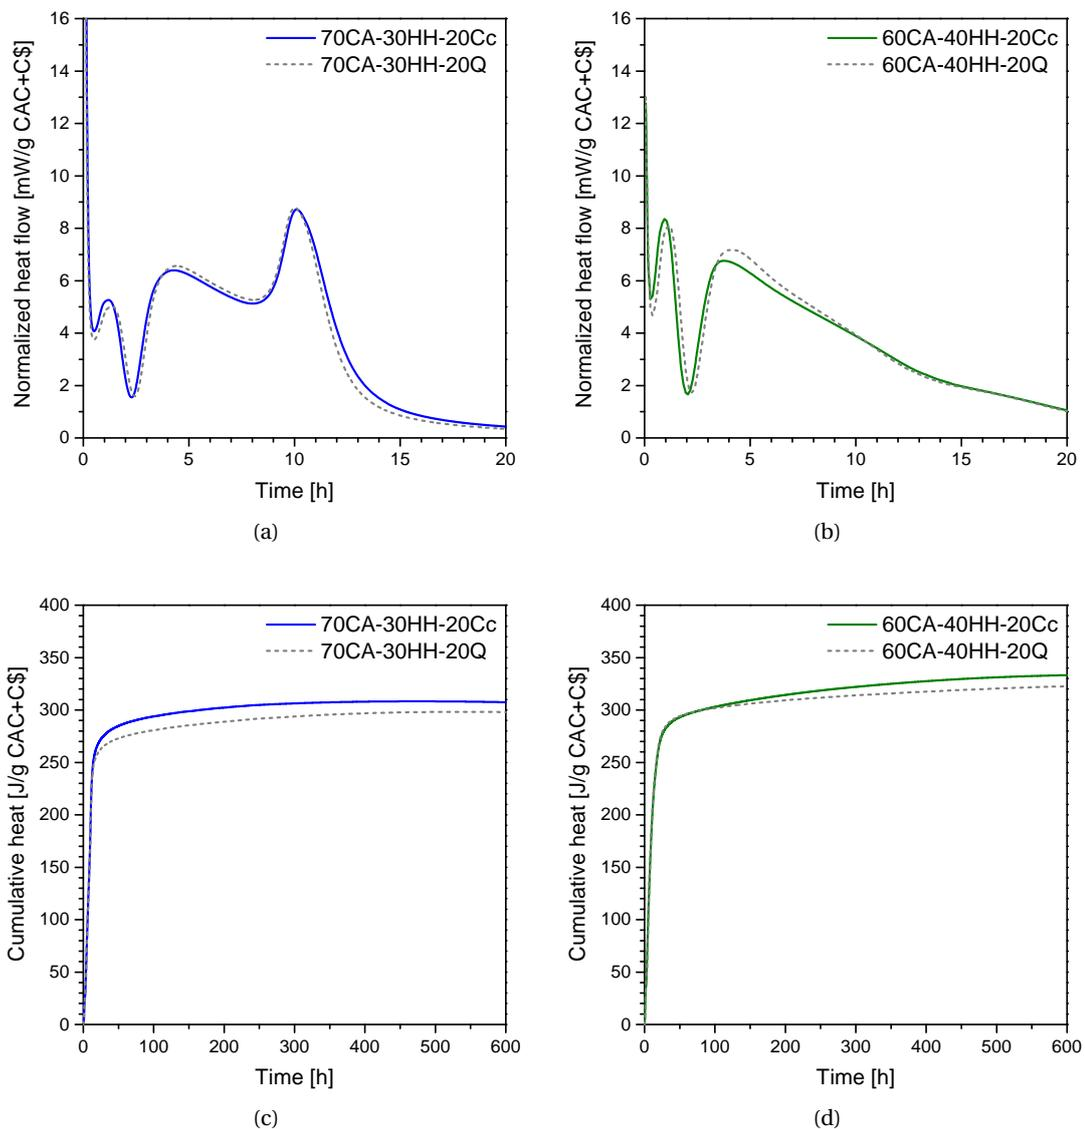 Normalized heat flow [mW/g CAC+C$]
16
14
12
10
8
6
4
2
0
0 5 10 15 20
Time [h]
70CA-30HH-20Cc
70CA-30HH-20Q
(a)
Normalized heat flow [mW/g CAC+C$]
16
14
12
10
8
6
4
2
0
0 5 10 15 20
Time [h]
60CA-40HH-20Cc
60CA-40HH-20Q
(b)
Cumulative heat [J/g CAC+C$]
400
350
300
250
200
150
100
50
0
0 100 200 300 400 500 600
Time [h]
70CA-30HH-20Cc
70CA-30HH-20Q
(c)
Cumulative heat [J/g CAC+C$]
400
350
300
250
200
150
100
50
0
0 100 200 300 400 500 600
Time [h]
60CA-40HH-20Cc
60CA-40HH-20Q
(d)